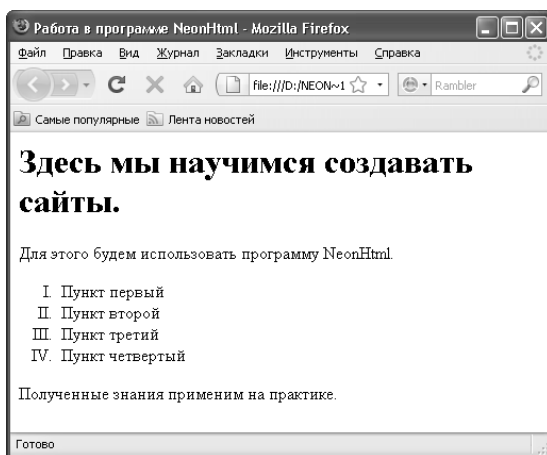 Работа в программе NeonHtml - Mozilla Firefox
Файл Правка Вид Журнал Закладки Инструменты Справка
file:///D:/NEON~1 Rambler
Самые популярные Лента новостей
Здесь мы научимся создавать
сайты.
Для этого будем использовать программу NeonHtml.
I. Пункт первый
II. Пункт второй
III. Пункт третий
IV. Пункт четвертый
Полученные знания применим на практике.
Готово